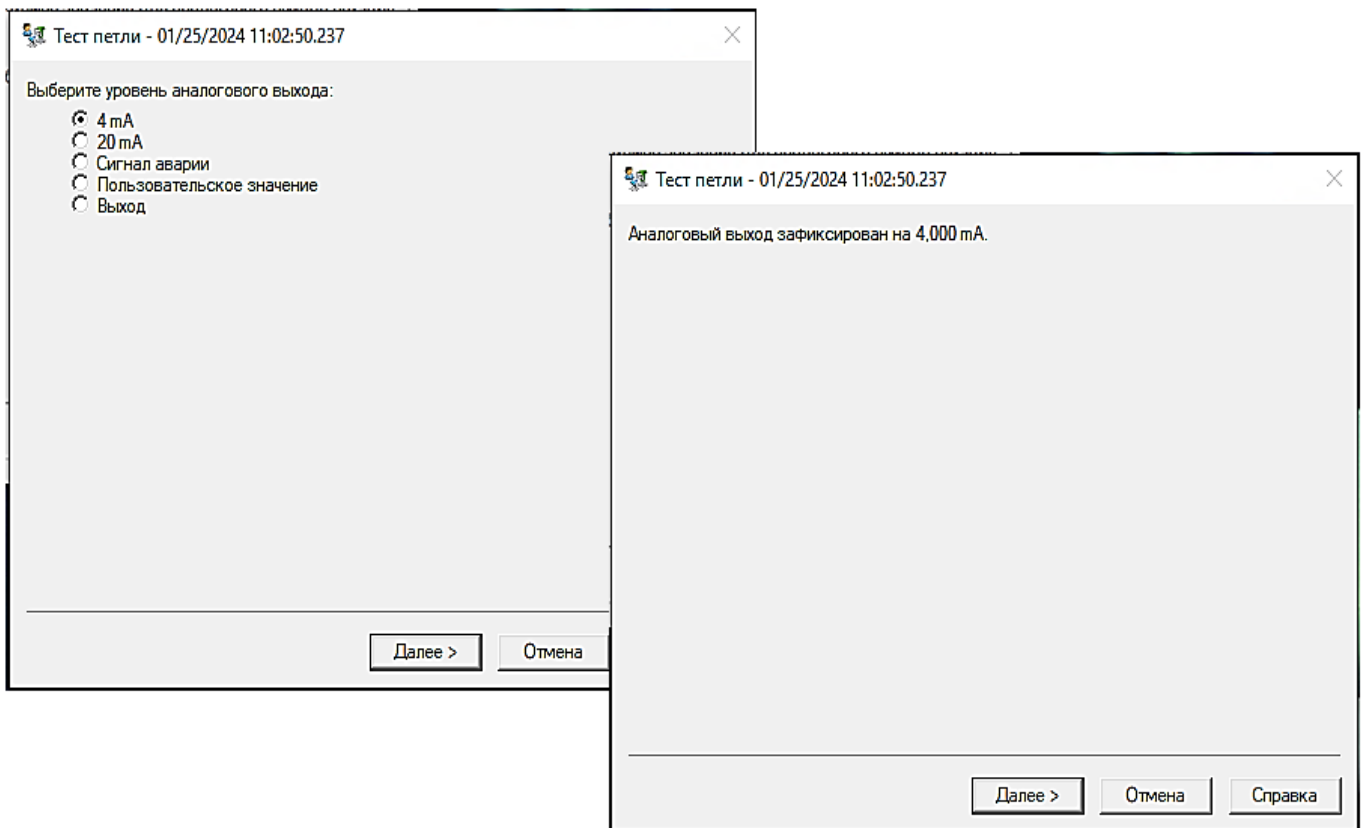 Тест петли - 01/25/2024 11:02:50.237
Выберите уровень аналогового выхода:
4 mA
20 mA
Сигнал аварии
Пользовательское значение
Выход
Далее >
Отмена
Тест петли - 01/25/2024 11:02:50.237
Аналоговый выход зафиксирован на 4,000 mA.
Далее >
Отмена
Справка